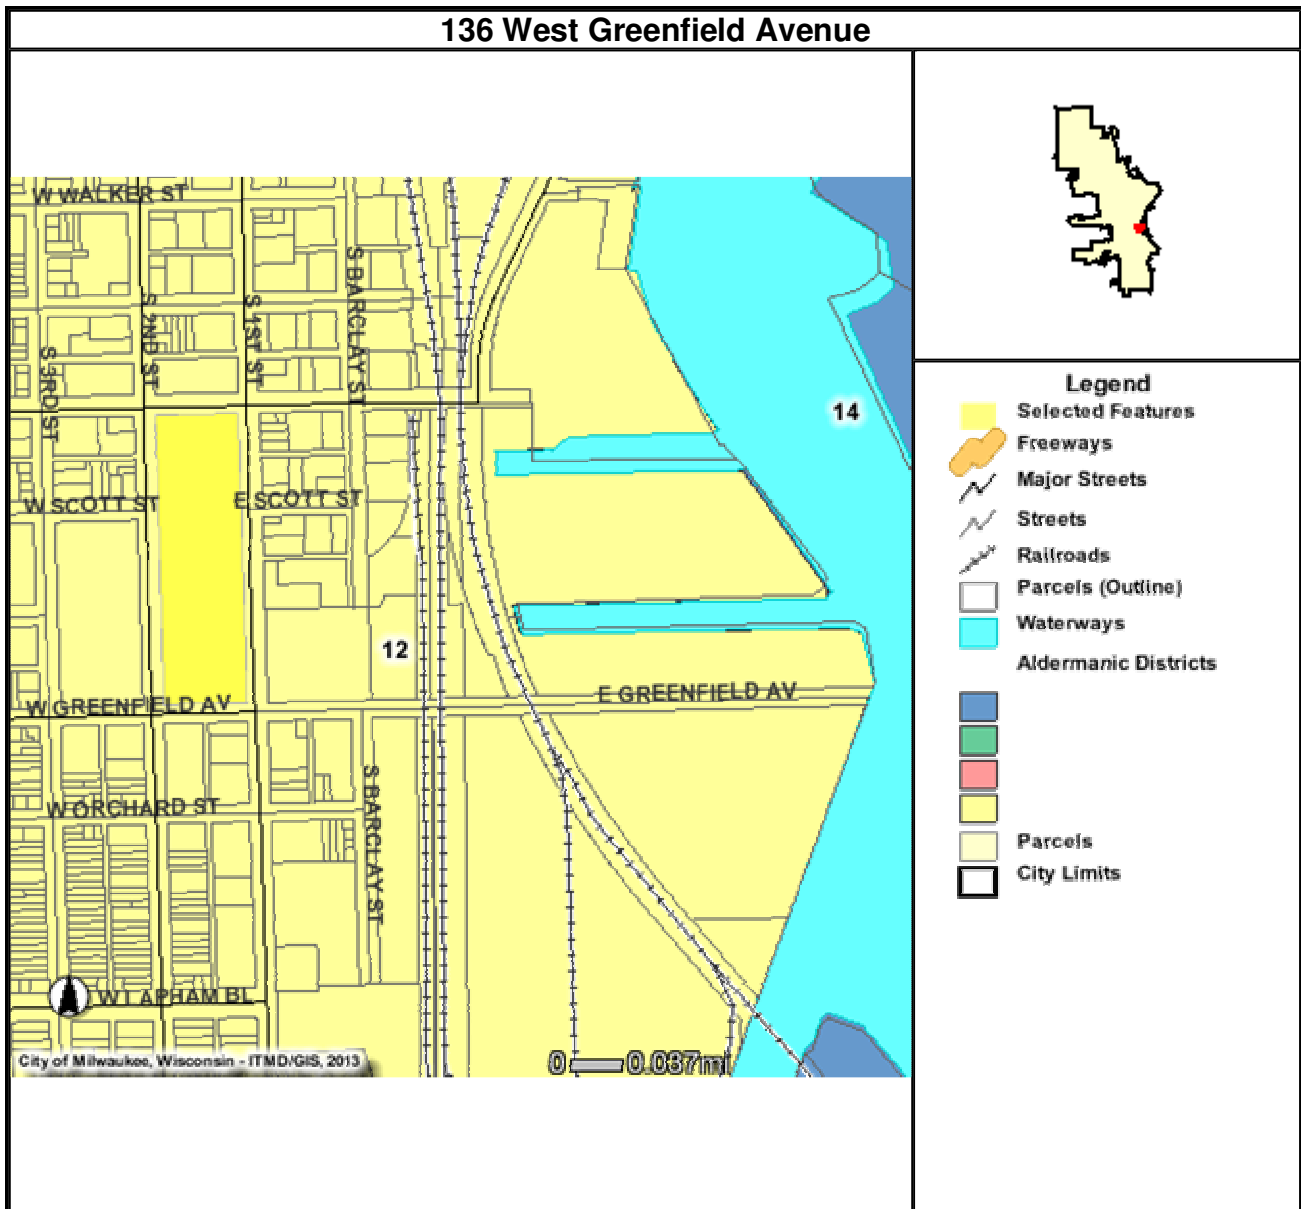 136 West Greenfield Avenue
W WALKER ST
S BARCLAY ST
S 2ND ST
S 1ST ST
S 3RD ST
14
Legend
Selected Features
Freeways
Major Streets
Streets
Railroads
Parcels (Outline)
Waterways
Aldermanic Districts
Parcels
City Limits
W SCOTT ST
E SCOTT ST
12
E GREENFIELD AV
W GREENFIELD AV
S BARCLAY ST
W ORCHARD ST
W LAPHAM BL
City of Milwaukee, Wisconsin - ITMD/GIS, 2013
0 0.037mi